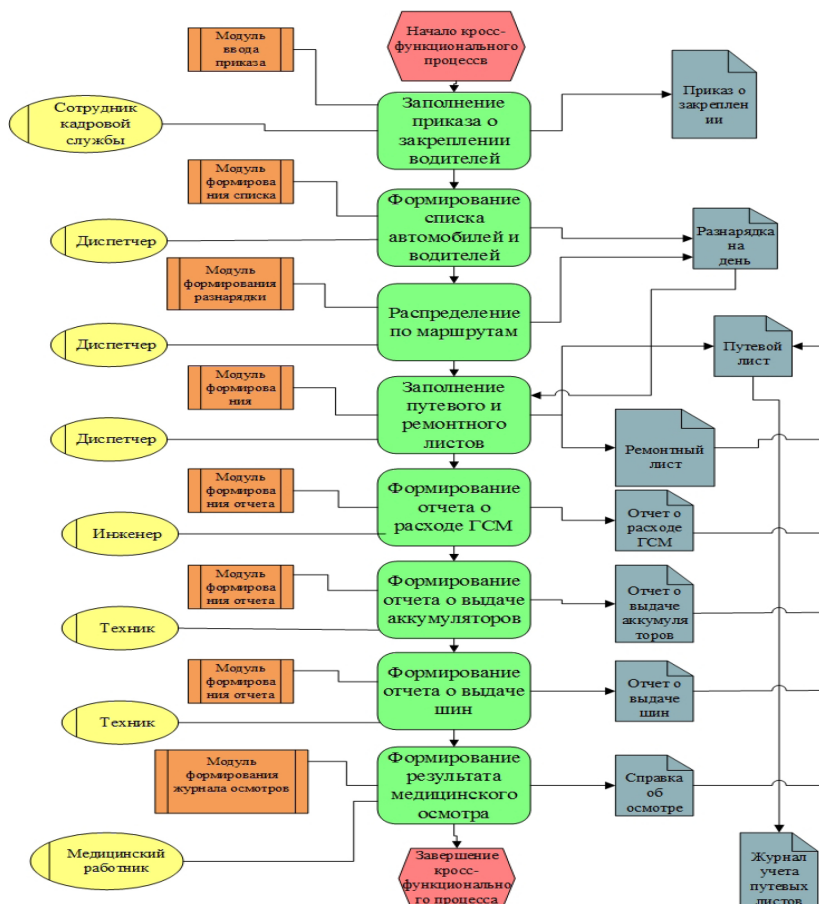 Модуль
ввода
приказа
Начало кросс-
функционального
процессв
Приказ о
закреплен
ии
Сотрудник
кадровой
службы
Заполнение
приказа о
закреплении
водителей
Модуль
формирова
ния списка
Диспетчер
Формирование
списка
автомобилей и
водителей
Разнарядка
на
день
Модуль
формирования
разнарядки
Диспетчер
Распределение
по маршрутам
Путевой
лист
Модуль
формирова
ния
Диспетчер
Заполнение
путевого и
ремонтного
листов
Ремонтный
лист
Модуль
формирова
ния отчета
Инженер
Формирование
отчета о
расходе ГСМ
Отчет о
расходе
ГСМ
Модуль
формирова
ния отчета
Техник
Формирование
отчета о выдаче
аккумуляторов
Отчет о
выдаче
аккумуля
торов
Модуль
формирова
ния отчета
Техник
Формирование
отчета о выдаче
шин
Отчет о
выдаче
шин
Модуль
формирования
журнала осмотров
Медицинский
работник
Формирование
результата
медицинского
осмотра
Справка
об
осмотре
Завершение
кросс-
функционально
го процесса
Журнал
учета
путевых
листов